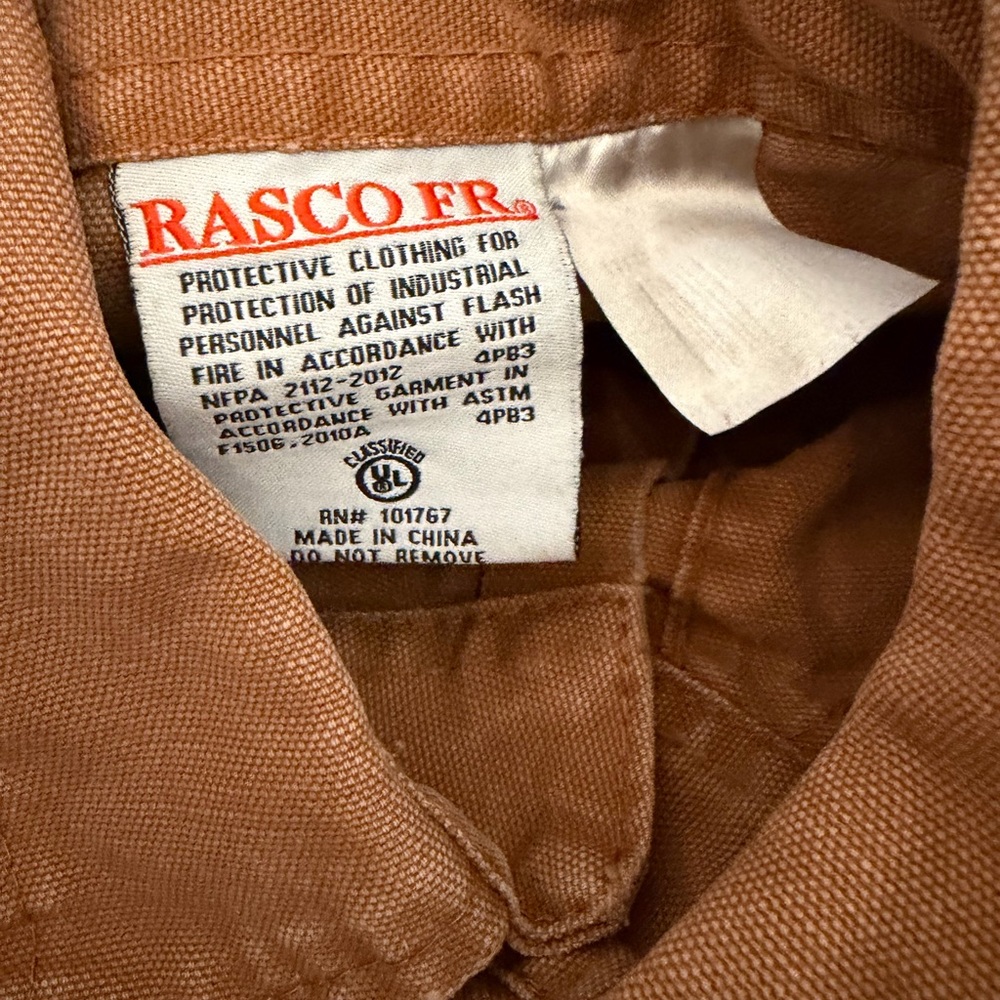 RASCO FR®
PROTECTIVE CLOTHING FOR
PROTECTION OF INDUSTRIAL
PERSONNEL AGAINST FLASH
FIRE IN ACCORDANCE WITH
NFPA 2112-2012 4PB3
PROTECTIVE GARMENT IN
ACCORDANCE WITH ASTM
F1506-2010A 4PB3
CLASSIFIED
UL
RN# 101767
MADE IN CHINA
DO NOT REMOVE